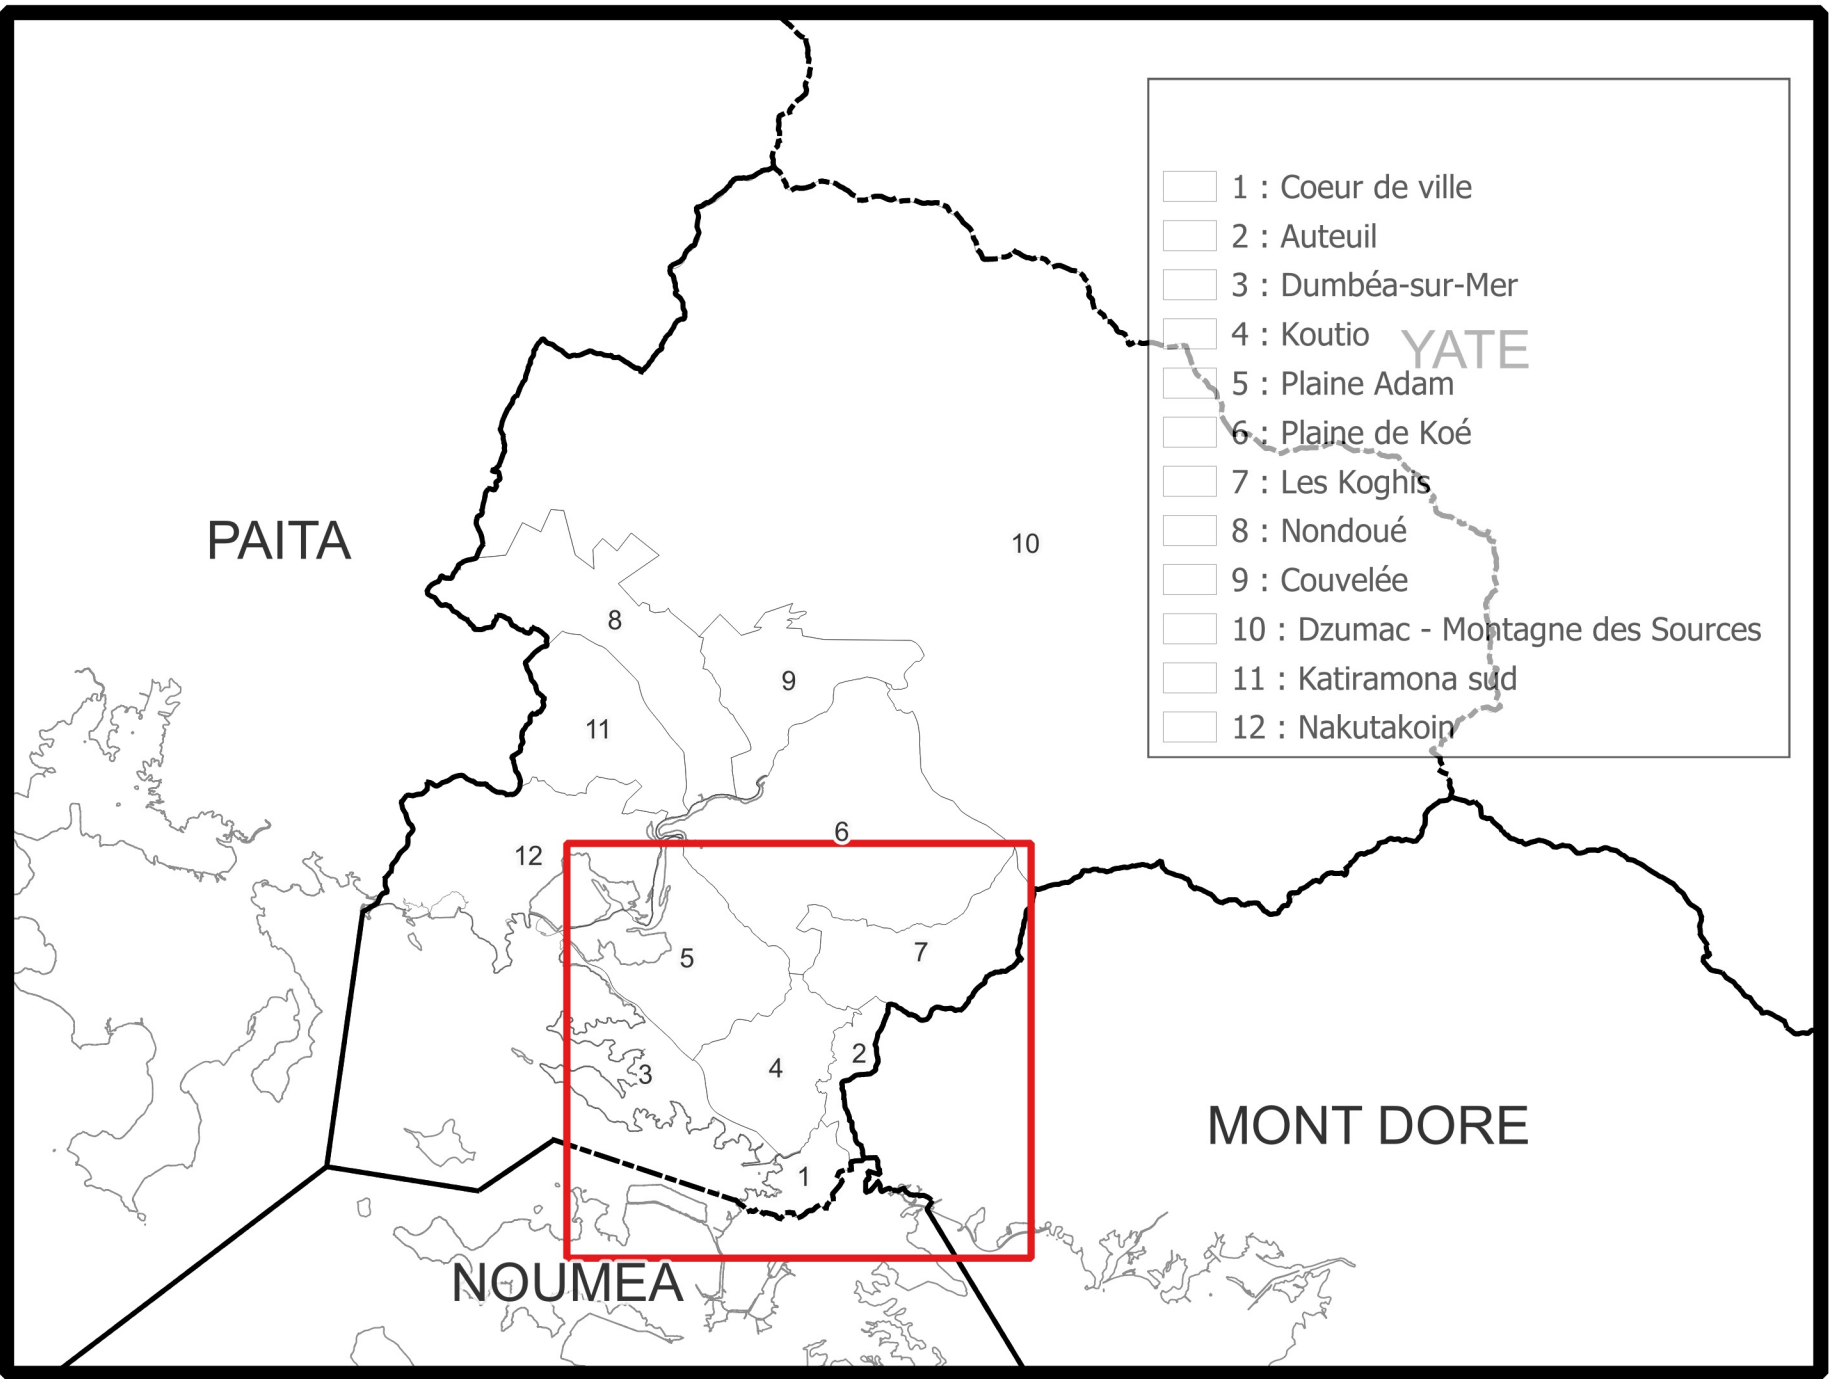 1 : Coeur de ville
2 : Auteuil
3 : Dumbéa-sur-Mer
4 : Koutio
YATE
5 : Plaine Adam
6 : Plaine de Koé
7 : Les Koghis
8 : Nondoué
9 : Couvelée
10 : Dzumac - Montagne des Sources
11 : Katiramona sud
12 : Nakutakoin
PAITA
10
8
9
11
6
12
7
5
2
4
3
MONT DORE
1
NOUMEA